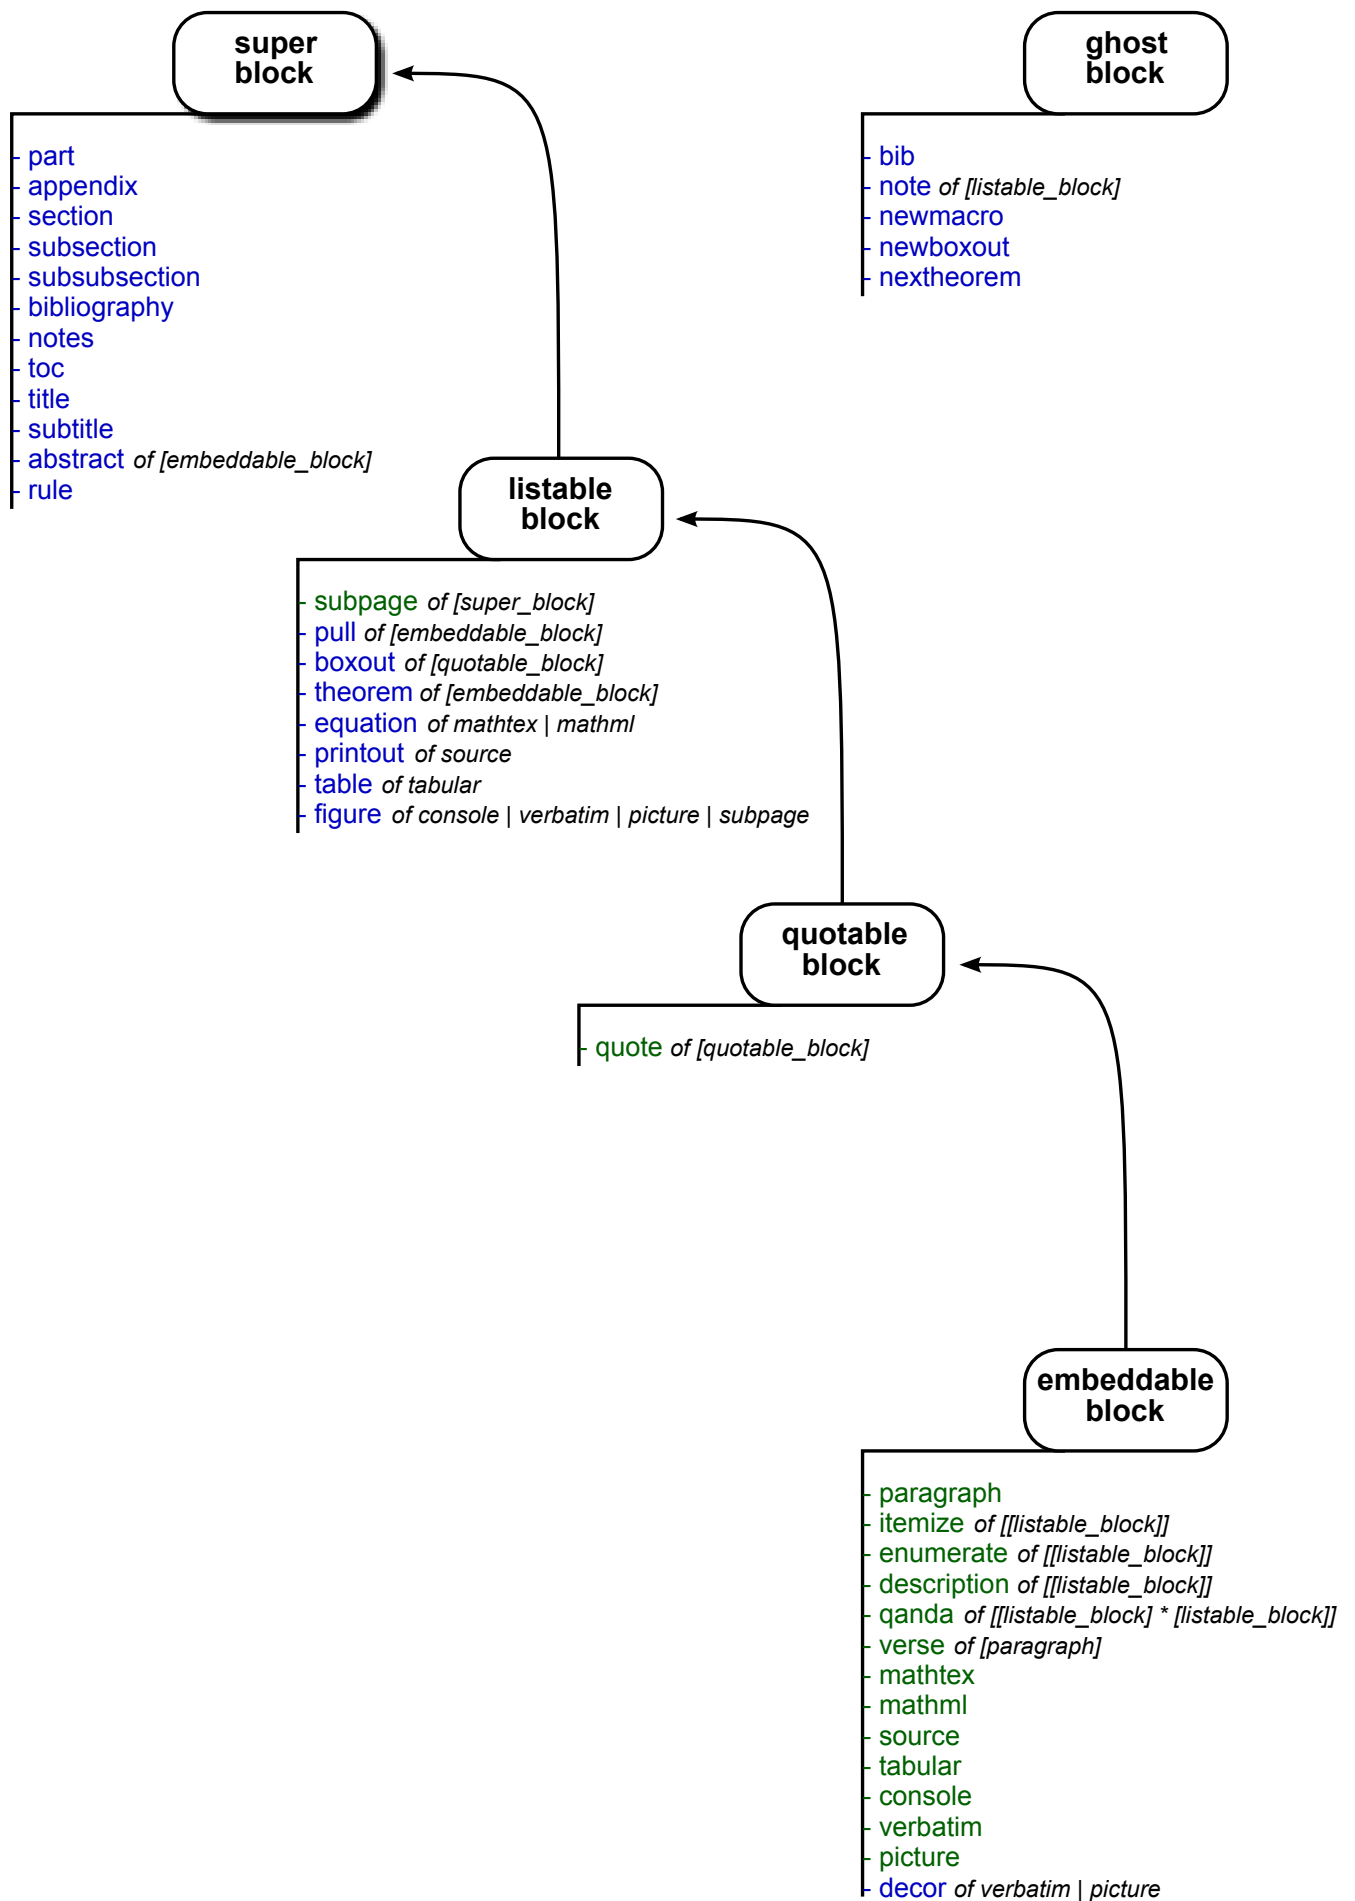 super
block
- part
- appendix
- section
- subsection
- subsubsection
- bibliography
- notes
- toc
- title
- subtitle
- abstract of [embeddable_block]
- rule
ghost
block
- bib
- note of [listable_block]
- newmacro
- newboxout
- nextheorem
listable
block
- subpage of [super_block]
- pull of [embeddable_block]
- boxout of [quotable_block]
- theorem of [embeddable_block]
- equation of mathtex | mathml
- printout of source
- table of tabular
- figure of console | verbatim | picture | subpage
quotable
block
- quote of [quotable_block]
embeddable
block
- paragraph
- itemize of [[listable_block]]
- enumerate of [[listable_block]]
- description of [[listable_block]]
- qanda of [[listable_block] * [listable_block]]
- verse of [paragraph]
- mathtex
- mathml
- source
- tabular
- console
- verbatim
- picture
- decor of verbatim | picture